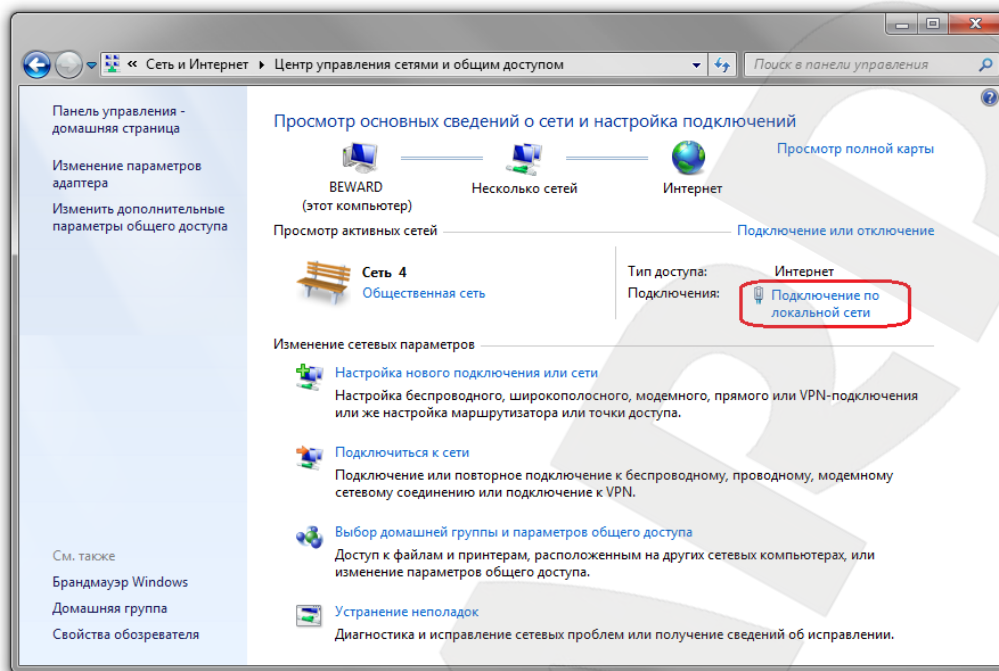 « Сеть и Интернет ▸ Центр управления сетями и общим доступом
Поиск в панели управления
Панель управления -
домашняя страница
Изменение параметров
адаптера
Изменить дополнительные
параметры общего доступа
Просмотр основных сведений о сети и настройка подключений
BEWARD
(этот компьютер)
Несколько сетей
Интернет
Просмотр полной карты
Просмотр активных сетей
Подключение или отключение
Сеть 4
Общественная сеть
Тип доступа: Интернет
Подключения: Подключение по
локальной сети
Изменение сетевых параметров
Настройка нового подключения или сети
Настройка беспроводного, широкополосного, модемного, прямого или VPN-подключения
или же настройка маршрутизатора или точки доступа.
Подключиться к сети
Подключение или повторное подключение к беспроводному, проводному, модемному
сетевому соединению или подключение к VPN.
Выбор домашней группы и параметров общего доступа
Доступ к файлам и принтерам, расположенным на других сетевых компьютерах, или
изменение параметров общего доступа.
Устранение неполадок
Диагностика и исправление сетевых проблем или получение сведений об исправлении.
См. также
Брандмауэр Windows
Домашняя группа
Свойства обозревателя